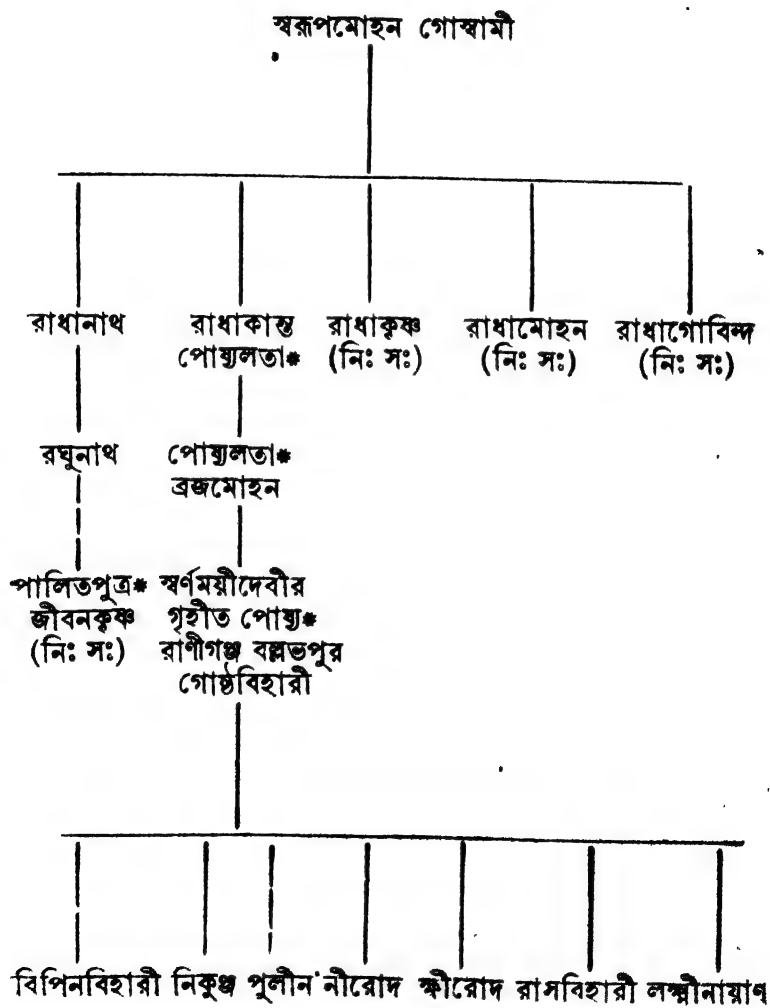 স্বরূপমোহন গোস্বামী
রাধানাথ রাধাকান্ত রাধাকৃষ্ণ রাধামোহন রাধাগোবিন্দ
পোষ্যলতা* (নিঃ সঃ) (নিঃ সঃ) (নিঃ সঃ)
রঘুনাথ পোষ্যলতা*
ব্রজমোহন
পালিতপুত্র* স্বর্ণময়ীদেবীর
জীবনকৃষ্ণ গৃহীত পোষ্য*
(নিঃ সঃ) রাণীগঞ্জ বল্লভপুর
গোষ্ঠবিহারী
বিপিনবিহারী নিকুঞ্জ পুলীন নীরোদ ক্ষীরোদ রাসবিহারী লক্ষ্মীনায়াণ